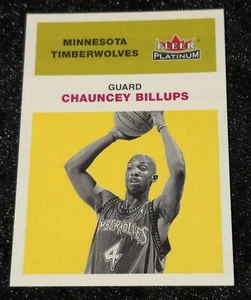 MINNESOTA
TIMBERWOLVES
FLEER
PLATINUM
GUARD
CHAUNCEY BILLUPS
TIMBERWOLVES
4